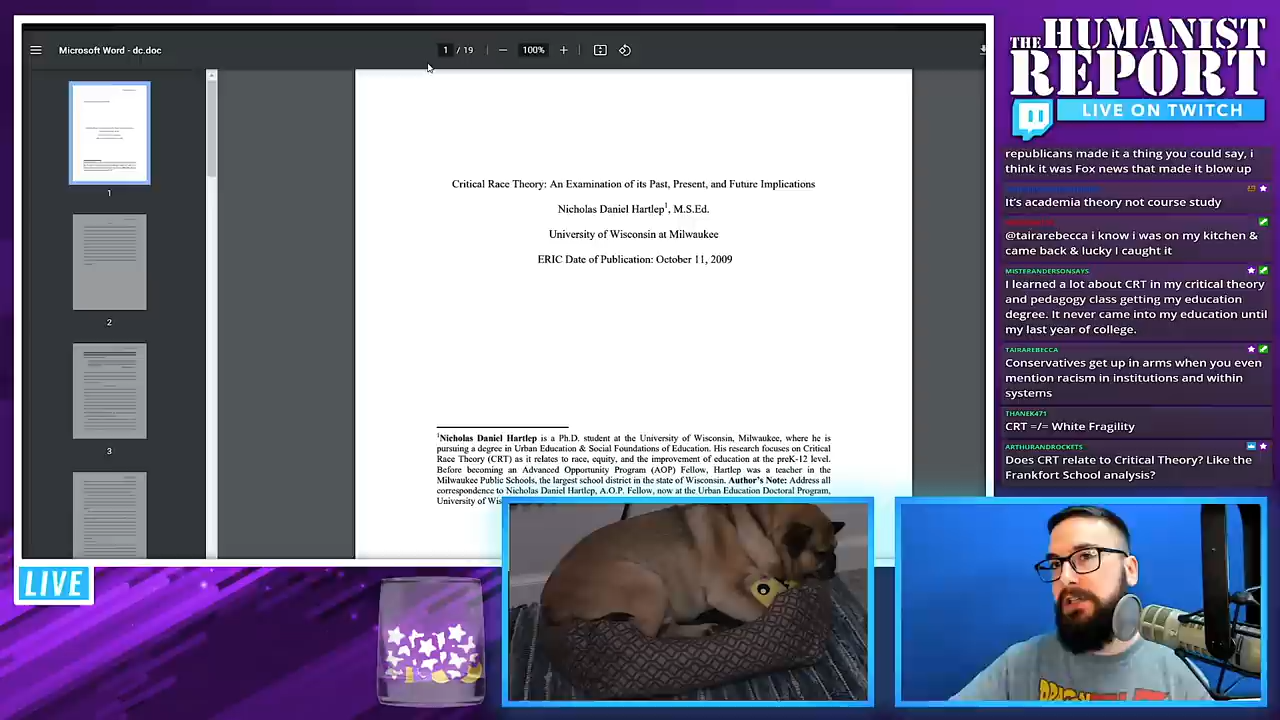 Microsoft Word - dc.doc
1 / 19
100%
1
2
3
Critical Race Theory: An Examination of its Past, Present, and Future Implications
Nicholas Daniel Hartlep1, M.S.Ed.
University of Wisconsin at Milwaukee
ERIC Date of Publication: October 11, 2009
1Nicholas Daniel Hartlep is a Ph.D. student at the University of Wisconsin, Milwaukee, where he is
pursuing a degree in Urban Education & Social Foundations of Education. His research focuses on Critical
Race Theory (CRT) as it relates to race, equity, and the improvement of education at the preK-12 level.
Before becoming an Advanced Opportunity Program (AOP) Fellow, Hartlep was a teacher in the
Milwaukee Public Schools, the largest school district in the state of Wisconsin. Author's Note: Address all
correspondence to Nicholas Daniel Hartlep, A.O.P. Fellow, now at the Urban Education Doctoral Program,
University of Wis
THE HUMANIST
REPORT
LIVE ON TWITCH
republicans made it a thing you could say, i
think it was Fox news that made it blow up
It's academia theory not course study
@tairarebecca i know i was on my kitchen &
came back & lucky I caught it
MISTERANDERSONSAYS
I learned a lot about CRT in my critical theory
and pedagogy class getting my education
degree. It never came into my education until
my last year of college.
TAIRAREBECCA
Conservatives get up in arms when you even
mention racism in institutions and within
systems
THANEK471
CRT =/= White Fragility
ARTHURANDROCKETS
Does CRT relate to Critical Theory? Like the
Frankfort School analysis?
LIVE